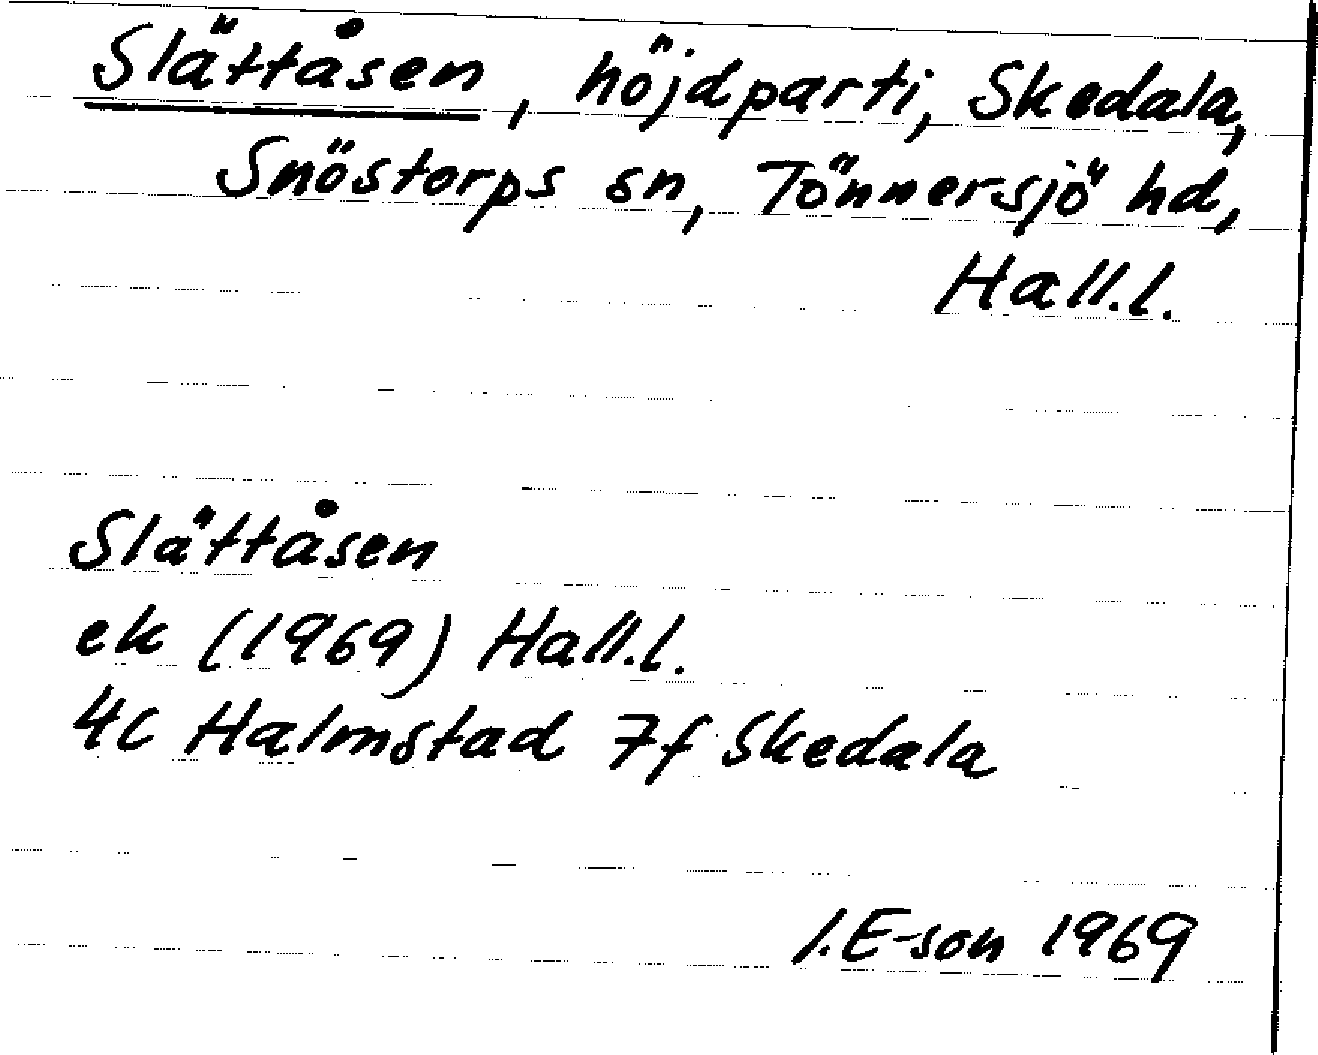 Slättåsen, höjdparti, Skedala,
Snöstorps sn, Tönnersjö hd,
Hall.l.
Slättåsen
ek (1969) Hall.l.
4C Halmstad 7f Skedala
I.E-son 1969